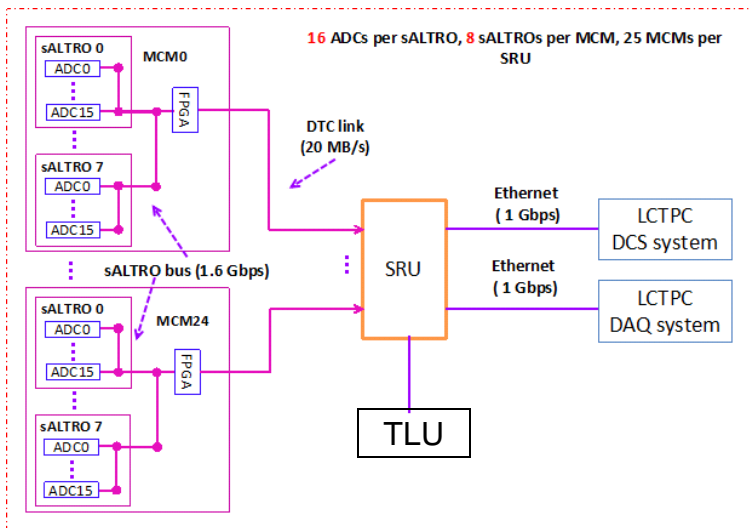 16 ADCs per sALTRO, 8 sALTROs per MCM, 25 MCMs per
SRU
sALTRO 0
MCM0
ADC0
ADC15
FPGA
sALTRO 7
ADC0
ADC15
DTC link
(20 MB/s)
sALTRO bus (1.6 Gbps)
sALTRO 0
MCM24
ADC0
ADC15
FPGA
sALTRO 7
ADC0
ADC15
SRU
Ethernet
( 1 Gbps)
LCTPC
DCS system
Ethernet
( 1 Gbps)
LCTPC
DAQ system
TLU